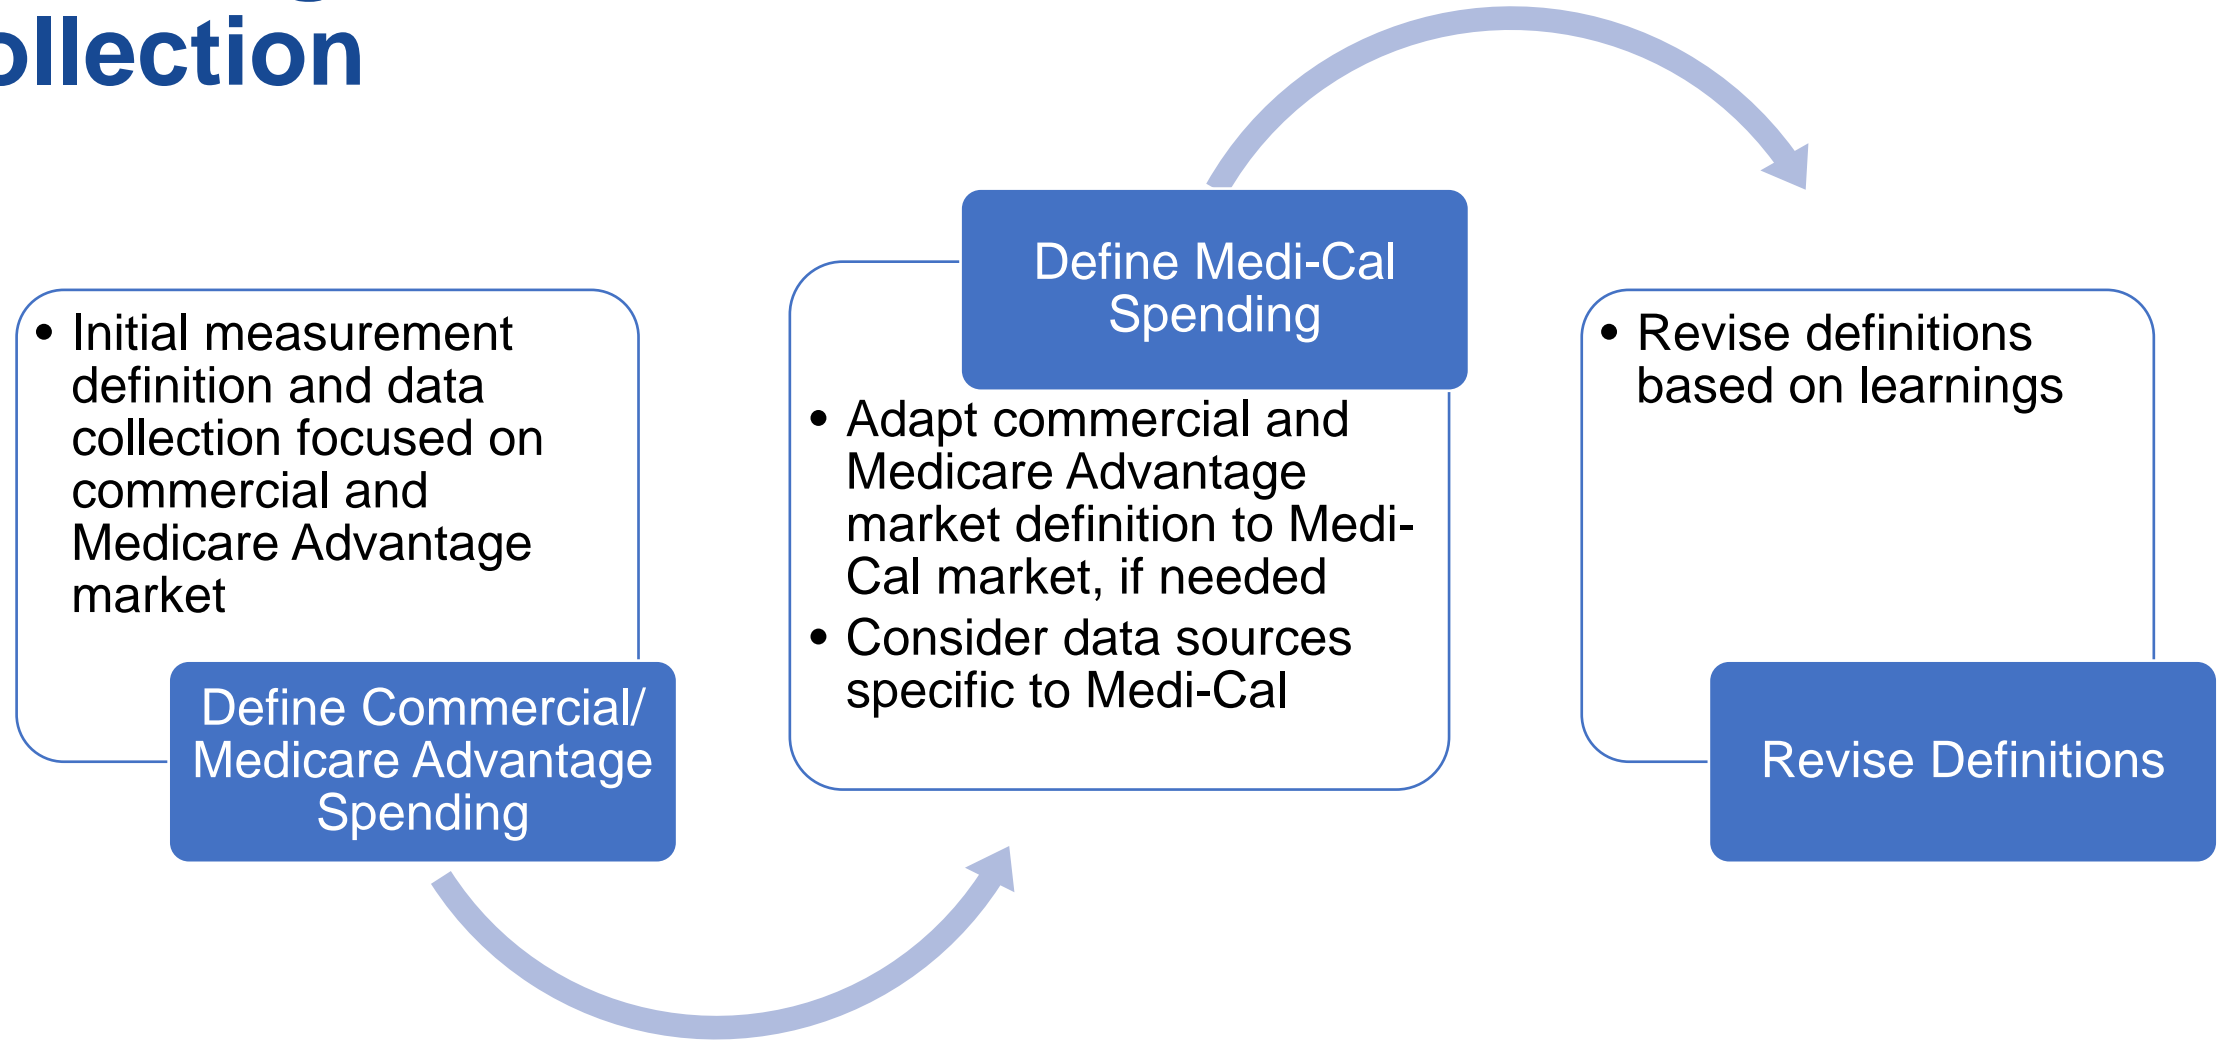 ollection
• Initial measurement
definition and data
collection focused on
commercial and
Medicare Advantage
market
Define Commercial/
Medicare Advantage
Spending
Define Medi-Cal
Spending
• Adapt commercial and
Medicare Advantage
market definition to Medi-
Cal market, if needed
• Consider data sources
specific to Medi-Cal
• Revise definitions
based on learnings
Revise Definitions